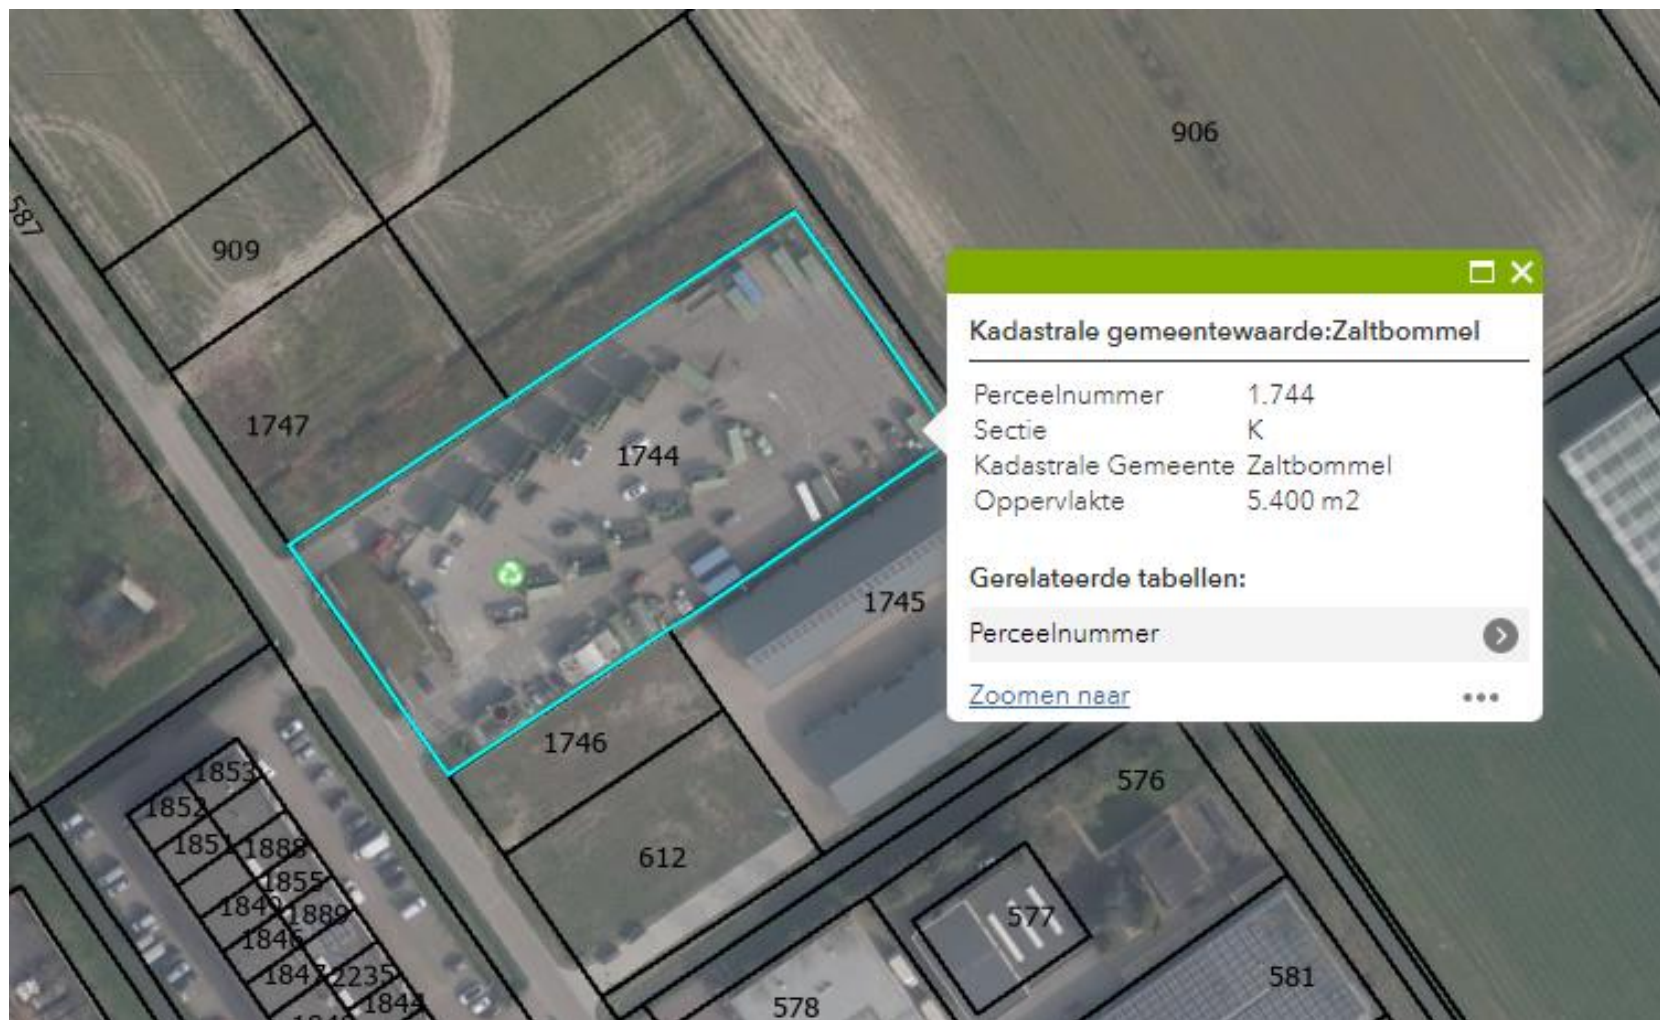 906
587
909
1747
1744
1745
1746
612
576
577
581
578
1853
1852
1851
1888
1855
1849
1889
1846
1847
2235
1844
Kadastrale gemeentewaarde:Zaltbommel
Perceelnummer 1.744
Sectie K
Kadastrale Gemeente Zaltbommel
Oppervlakte 5.400 m2
Gerelateerde tabellen:
Perceelnummer
Zoomen naar